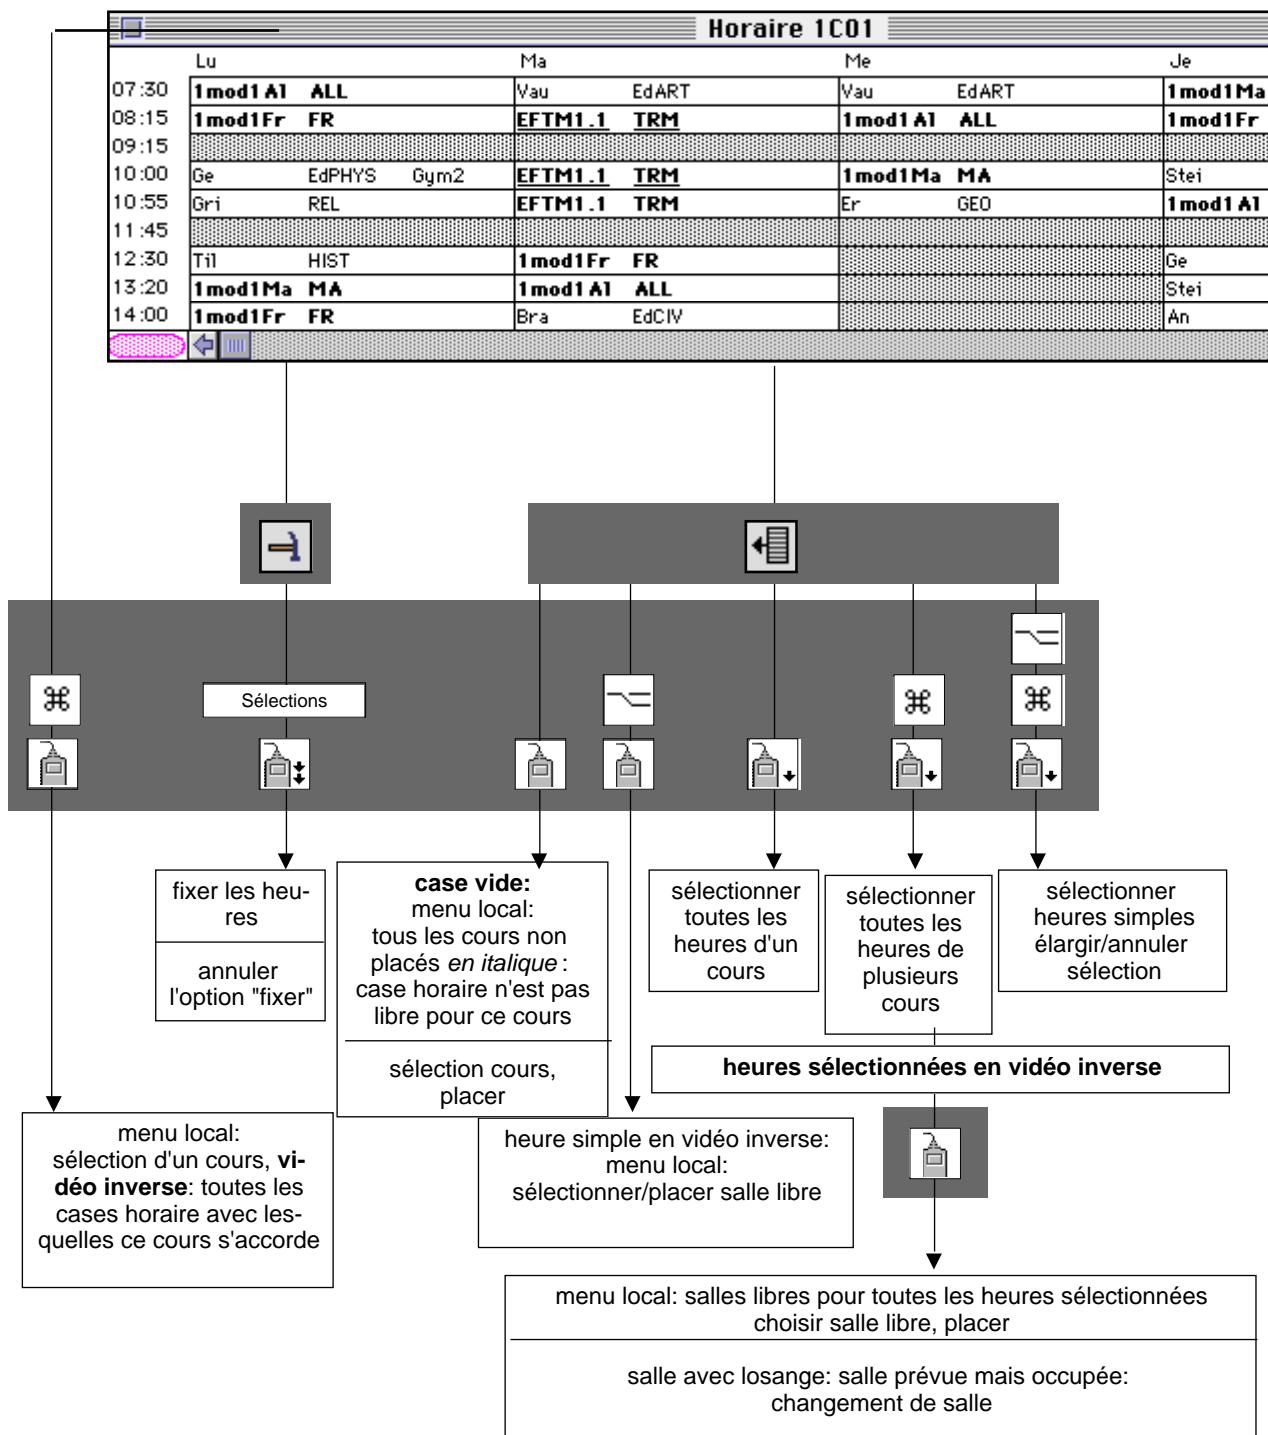 Horaire 1C01
Lu Ma Me Je
07:30 1mod1Al ALL Vau EdART Vau EdART 1mod1Ma
08:15 1mod1Fr FR EFTM1.1 TRM 1mod1Al ALL 1mod1Fr
09:15
10:00 Ge EdPHYS Gym2 EFTM1.1 TRM 1mod1Ma MA Stei
10:55 Gri REL EFTM1.1 TRM Er GEO 1mod1Al
11:45
12:30 Til HIST 1mod1Fr FR Ge
13:20 1mod1Ma MA 1mod1Al ALL Stei
14:00 1mod1Fr FR Bra EdCIV An
⌥
⌘ Sélections ⌥ ⌘ ⌘
fixer les heu-
res
annuler
l'option "fixer"
case vide:
menu local:
tous les cours non
placés en italique :
case horaire n'est pas
libre pour ce cours
sélection cours,
placer
sélectionner
toutes les
heures d'un
cours
sélectionner
toutes les
heures de
plusieurs
cours
sélectionner
heures simples
élargir/annuler
sélection
heures sélectionnées en vidéo inverse
menu local:
sélection d'un cours, vi-
déo inverse: toutes les
cases horaire avec les-
quelles ce cours s'accorde
heure simple en vidéo inverse:
menu local:
sélectionner/placer salle libre
menu local: salles libres pour toutes les heures sélectionnées
choisir salle libre, placer
salle avec losange: salle prévue mais occupée:
changement de salle